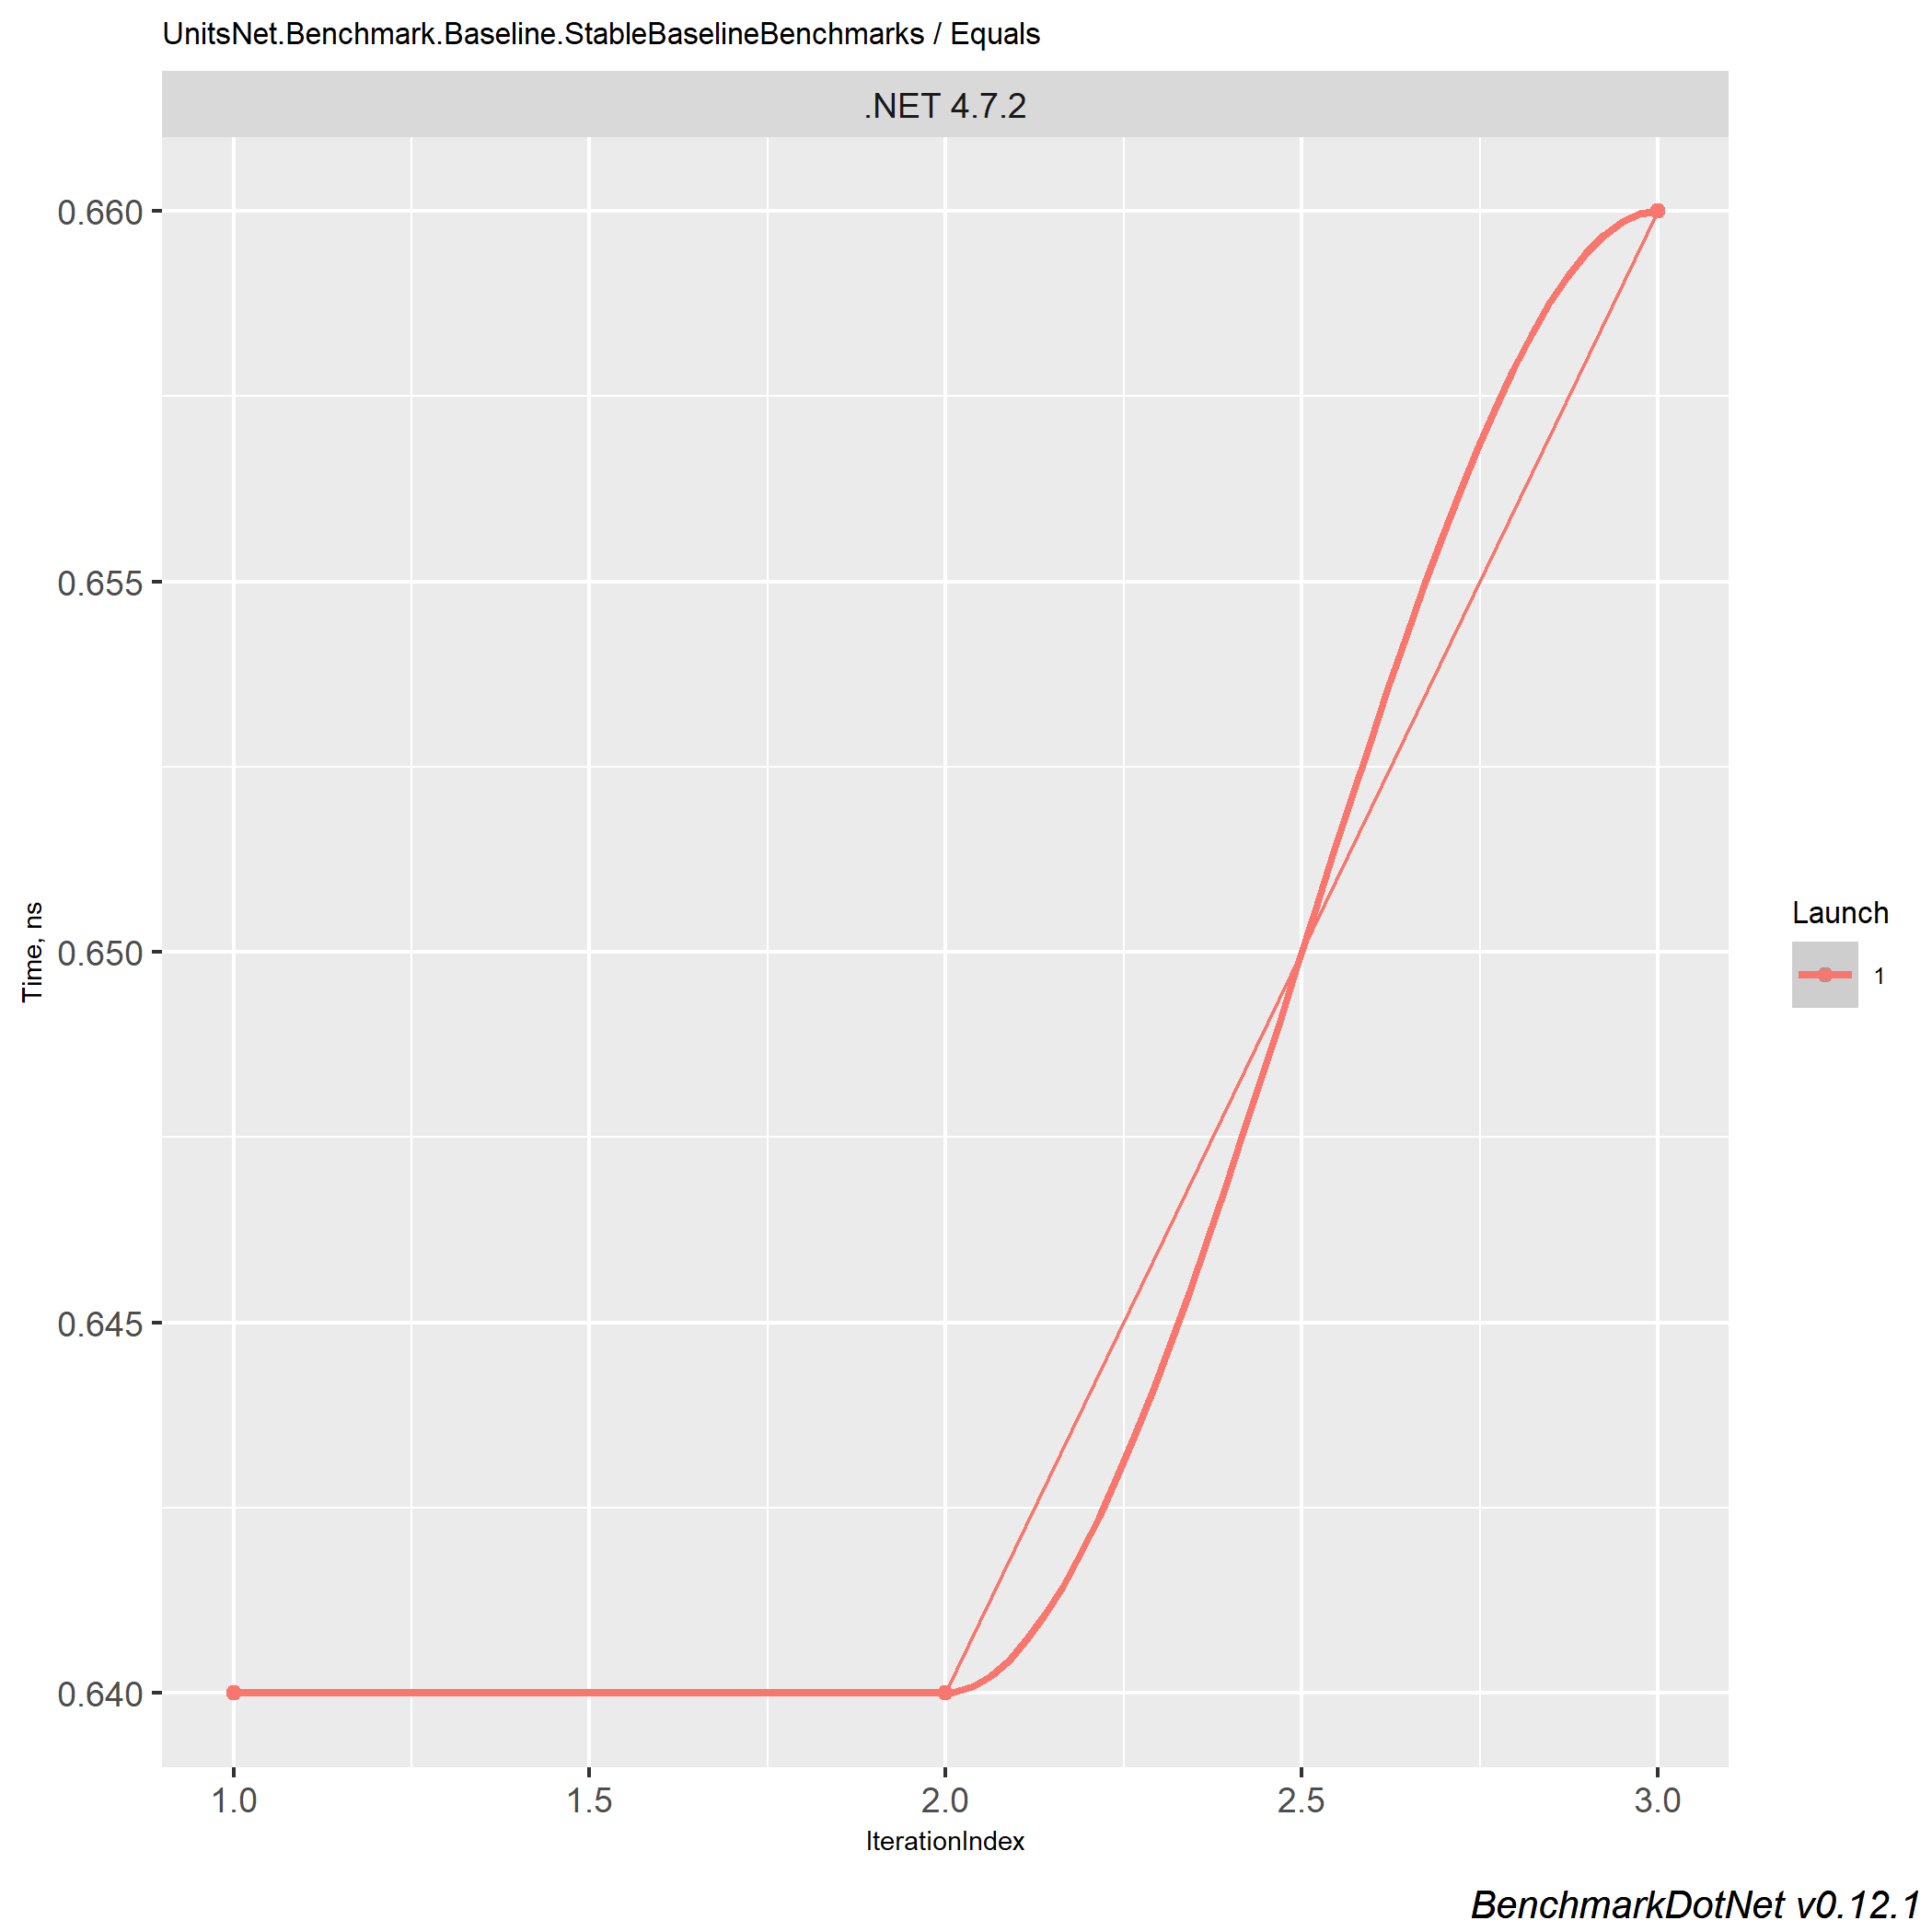 UnitsNet.Benchmark.Baseline.StableBaselineBenchmarks / Equals
.NET 4.7.2
0.660
0.655
0.650
0.645
0.640
Time, ns
1.0 1.5 2.0 2.5 3.0
IterationIndex
Launch
1
BenchmarkDotNet v0.12.1